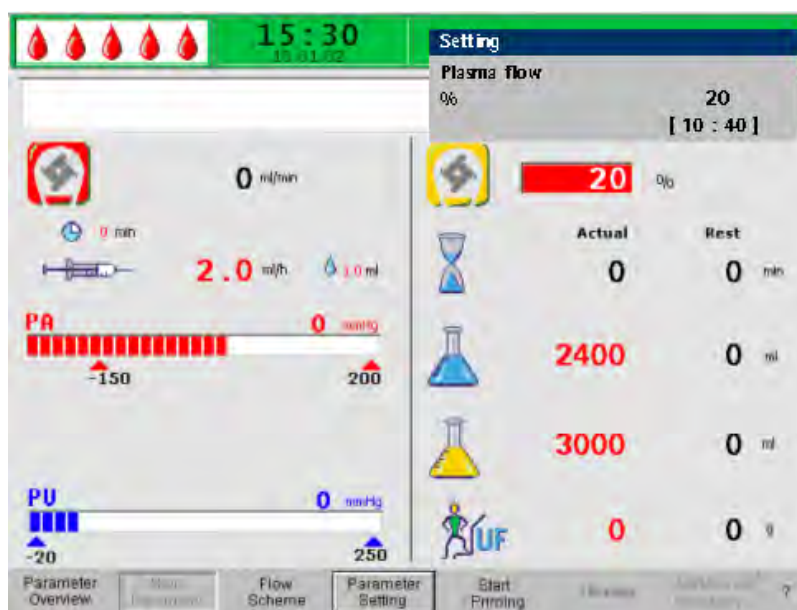 15:30
Setting
Plasma flow
% 20
[ 10 : 40 ]
0 ml/min
20 %
0 min
Actual Rest
2.0 ml/h 1.0 ml
0 0 min
PA 0 mmHg
-150 200
2400 0 ml
3000 0 ml
PV 0 mmHg
-20 250
UF 0 0 g
Parameter Overview
Flow Scheme
Parameter Setting
Start Priming
?